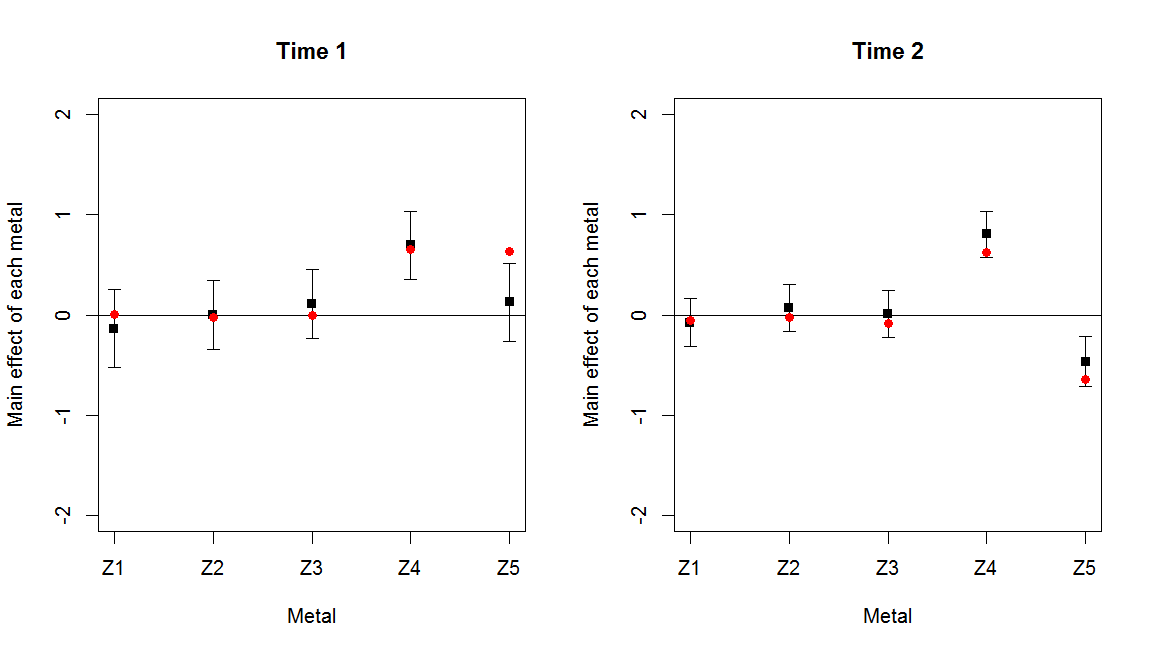 Time 1
Main effect of each metal
2
1
0
-1
-2
Z1 Z2 Z3 Z4 Z5
Metal
Time 2
Main effect of each metal
2
1
0
-1
-2
Z1 Z2 Z3 Z4 Z5
Metal